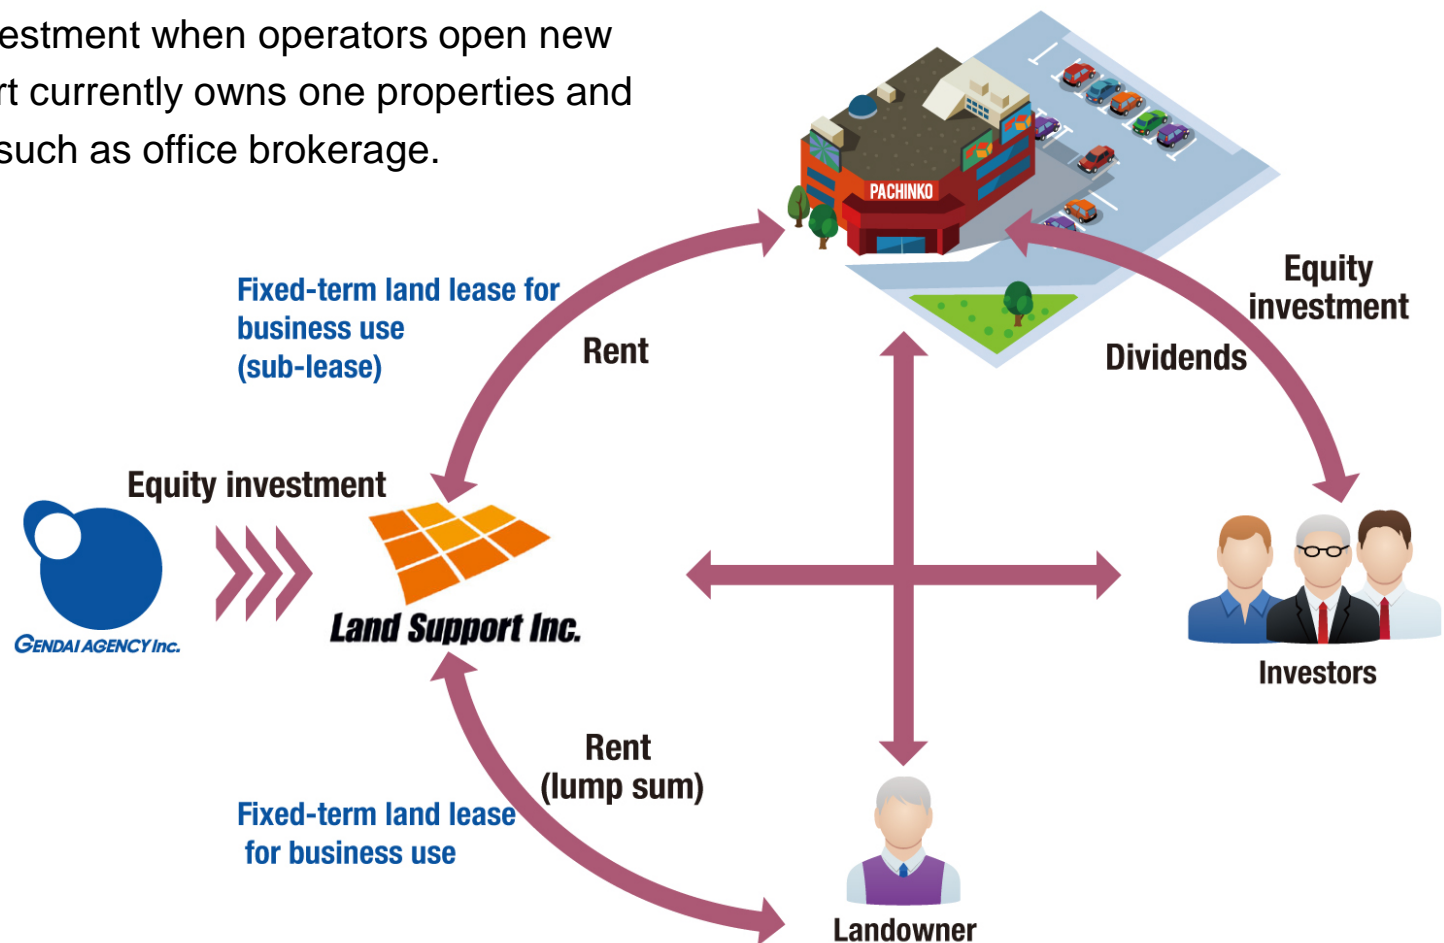 estment when operators open new
rt currently owns one properties and
such as office brokerage.
PACHINKO
Fixed-term land lease for
business use
(sub-lease)
Rent
Equity
investment
Dividends
Equity investment
GENDAI AGENCY Inc.
Land Support Inc.
Investors
Rent
(lump sum)
Fixed-term land lease
for business use
Landowner